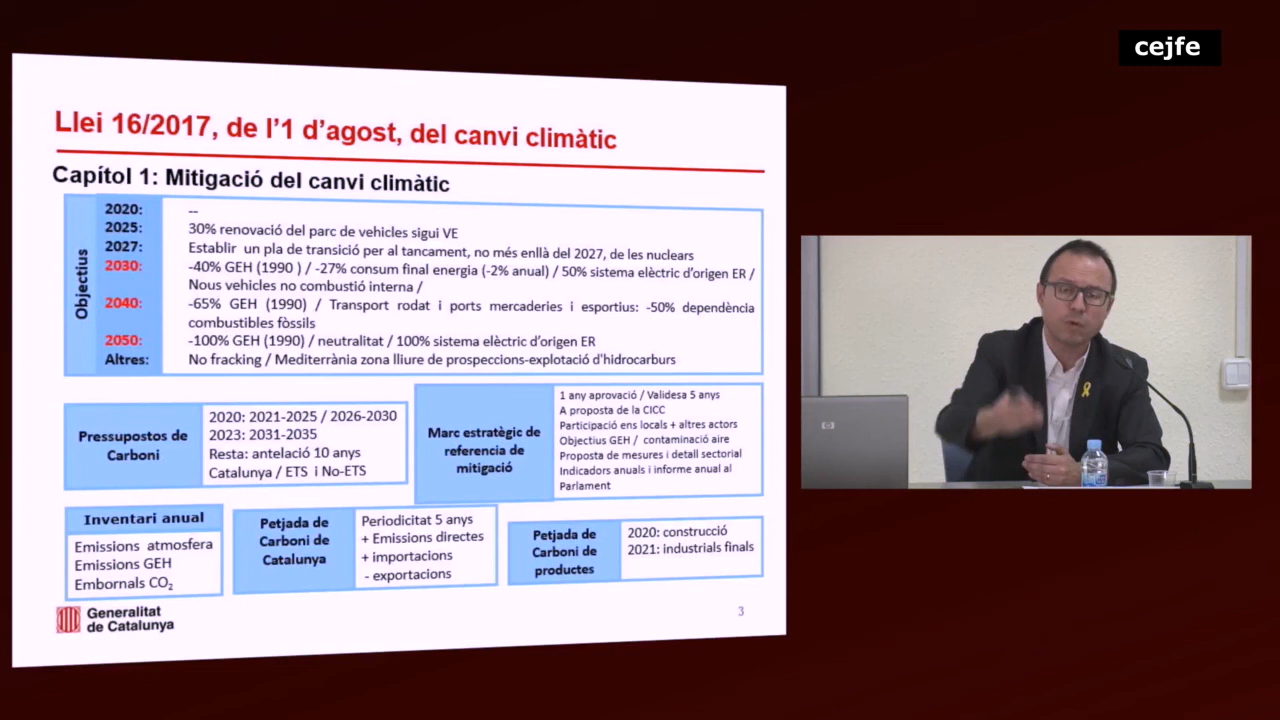 cejfe
Llei 16/2017, de l'1 d'agost, del canvi climàtic
Capítol 1: Mitigació del canvi climàtic
Objectius
2020: --
2025: 30% renovació del parc de vehicles sigui VE
2027: Establir un pla de transició per al tancament, no més enllà del 2027, de les nuclears
2030: -40% GEH (1990 ) / -27% consum final energia (-2% anual) / 50% sistema elèctric d'origen ER /
Nous vehicles no combustió interna /
2040: -65% GEH (1990) / Transport rodat i ports mercaderies i esportius: -50% dependència
combustibles fòssils
2050: -100% GEH (1990) / neutralitat / 100% sistema elèctric d'origen ER
Altres: No fracking / Mediterrània zona lliure de prospeccions-explotació d'hidrocarburs
Pressupostos de
Carboni
2020: 2021-2025 / 2026-2030
2023: 2031-2035
Resta: antelació 10 anys
Catalunya / ETS i No-ETS
Marc estratègic de
referencia de
mitigació
1 any aprovació / Validesa 5 anys
A proposta de la CICC
Participació ens locals + altres actors
Objectius GEH / contaminació aire
Proposta de mesures i detall sectorial
Indicadors anuals i informe anual al
Parlament
Inventari anual
Emissions atmosfera
Emissions GEH
Embornals CO₂
Petjada de
Carboni de
Catalunya
Periodicitat 5 anys
+ Emissions directes
+ importacions
- exportacions
Petjada de
Carboni de
productes
2020: construcció
2021: industrials finals
Generalitat
de Catalunya
3
hp